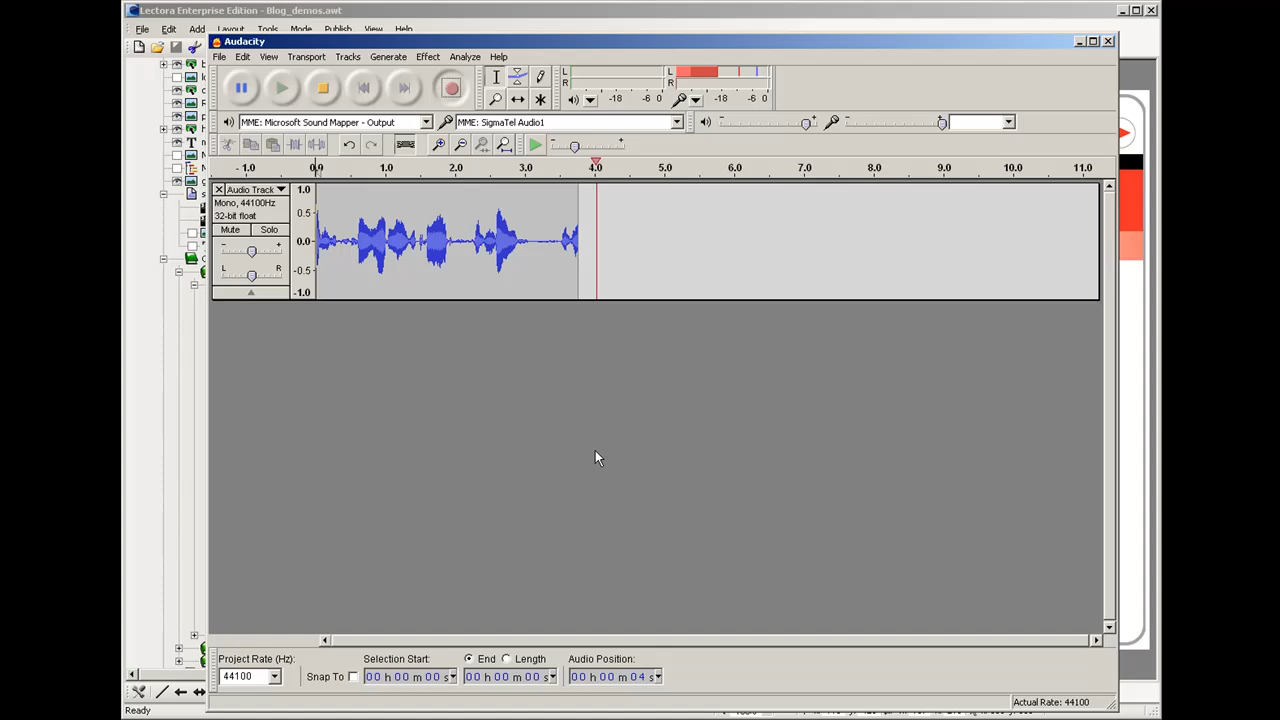 Lectora Enterprise Edition - Blog_demos.awt
File Edit Add Layout Tools Mode Publish View Help
Audacity
File Edit View Transport Tracks Generate Effect Analyze Help
L R -18 -6 0 L R -18 -6 0
MME: Microsoft Sound Mapper - Output MME: SigmaTel Audio1
- 1.0 0.0 1.0 2.0 3.0 4.0 5.0 6.0 7.0 8.0 9.0 10.0 11.0
Audio Track 1.0
Mono, 44100Hz
32-bit float 0.5
Mute Solo
- + 0.0
L R -0.5
-1.0
Project Rate (Hz): Selection Start: End Length Audio Position:
44100 Snap To 00 h 00 m 00 s 00 h 00 m 00 s 00 h 00 m 04 s
Actual Rate: 44100
Ready